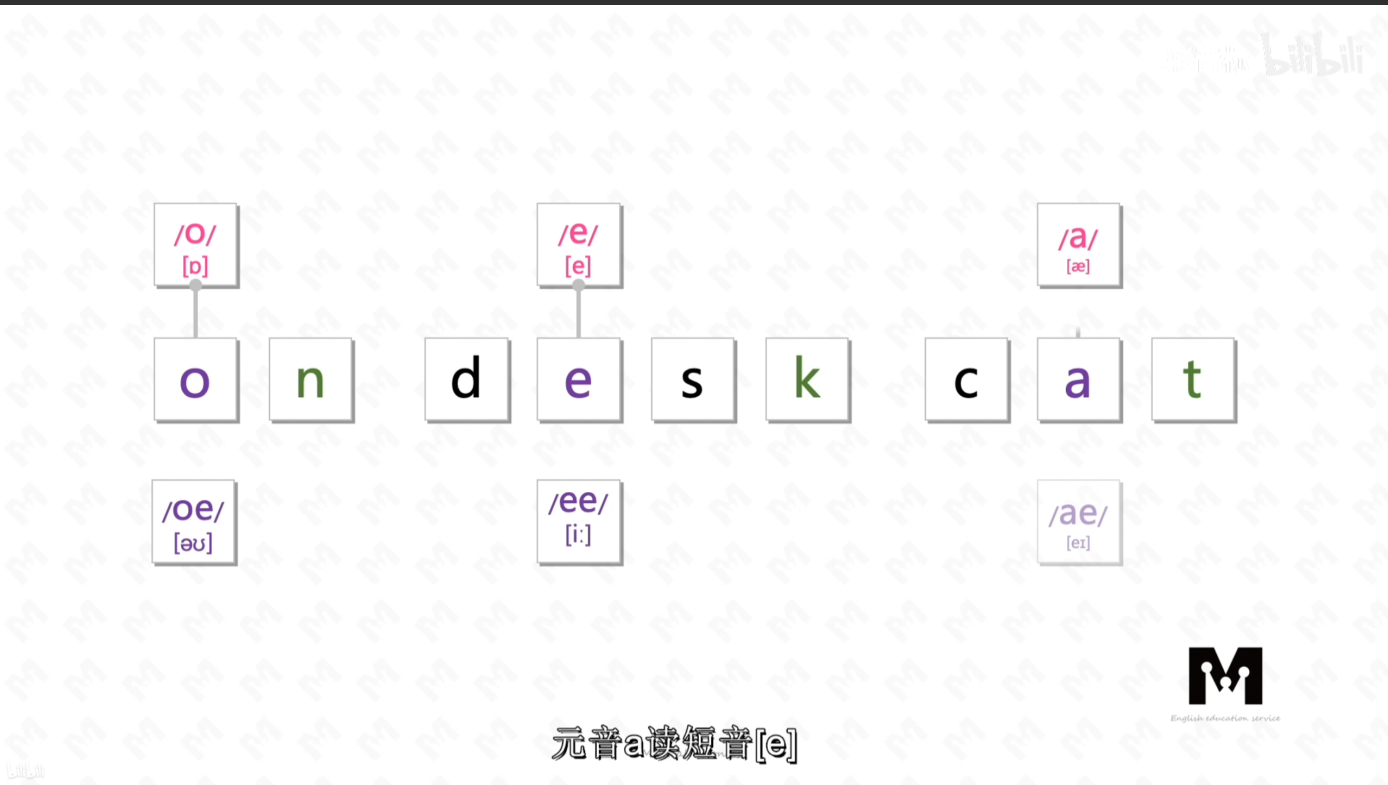 bilibili
/o/ /e/ /a/
[ɒ] [e] [æ]
o n d e s k c a t
/oe/ /ee/ /ae/
[əʊ] [iː] [eɪ]
M
English education service
元音a读短音[e]
bilibili